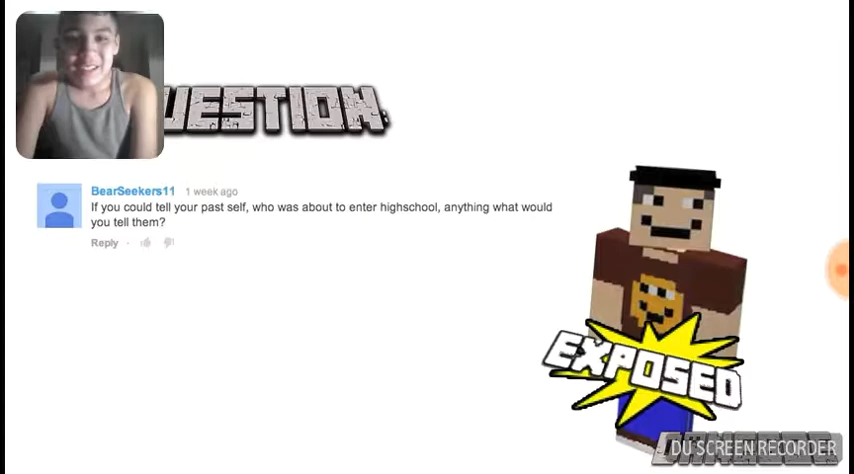 UESTION:
BearSeekers11 1 week ago
If you could tell your past self, who was about to enter highschool, anything what would
you tell them?
Reply ·
EXPOSED
DU SCREEN RECORDER